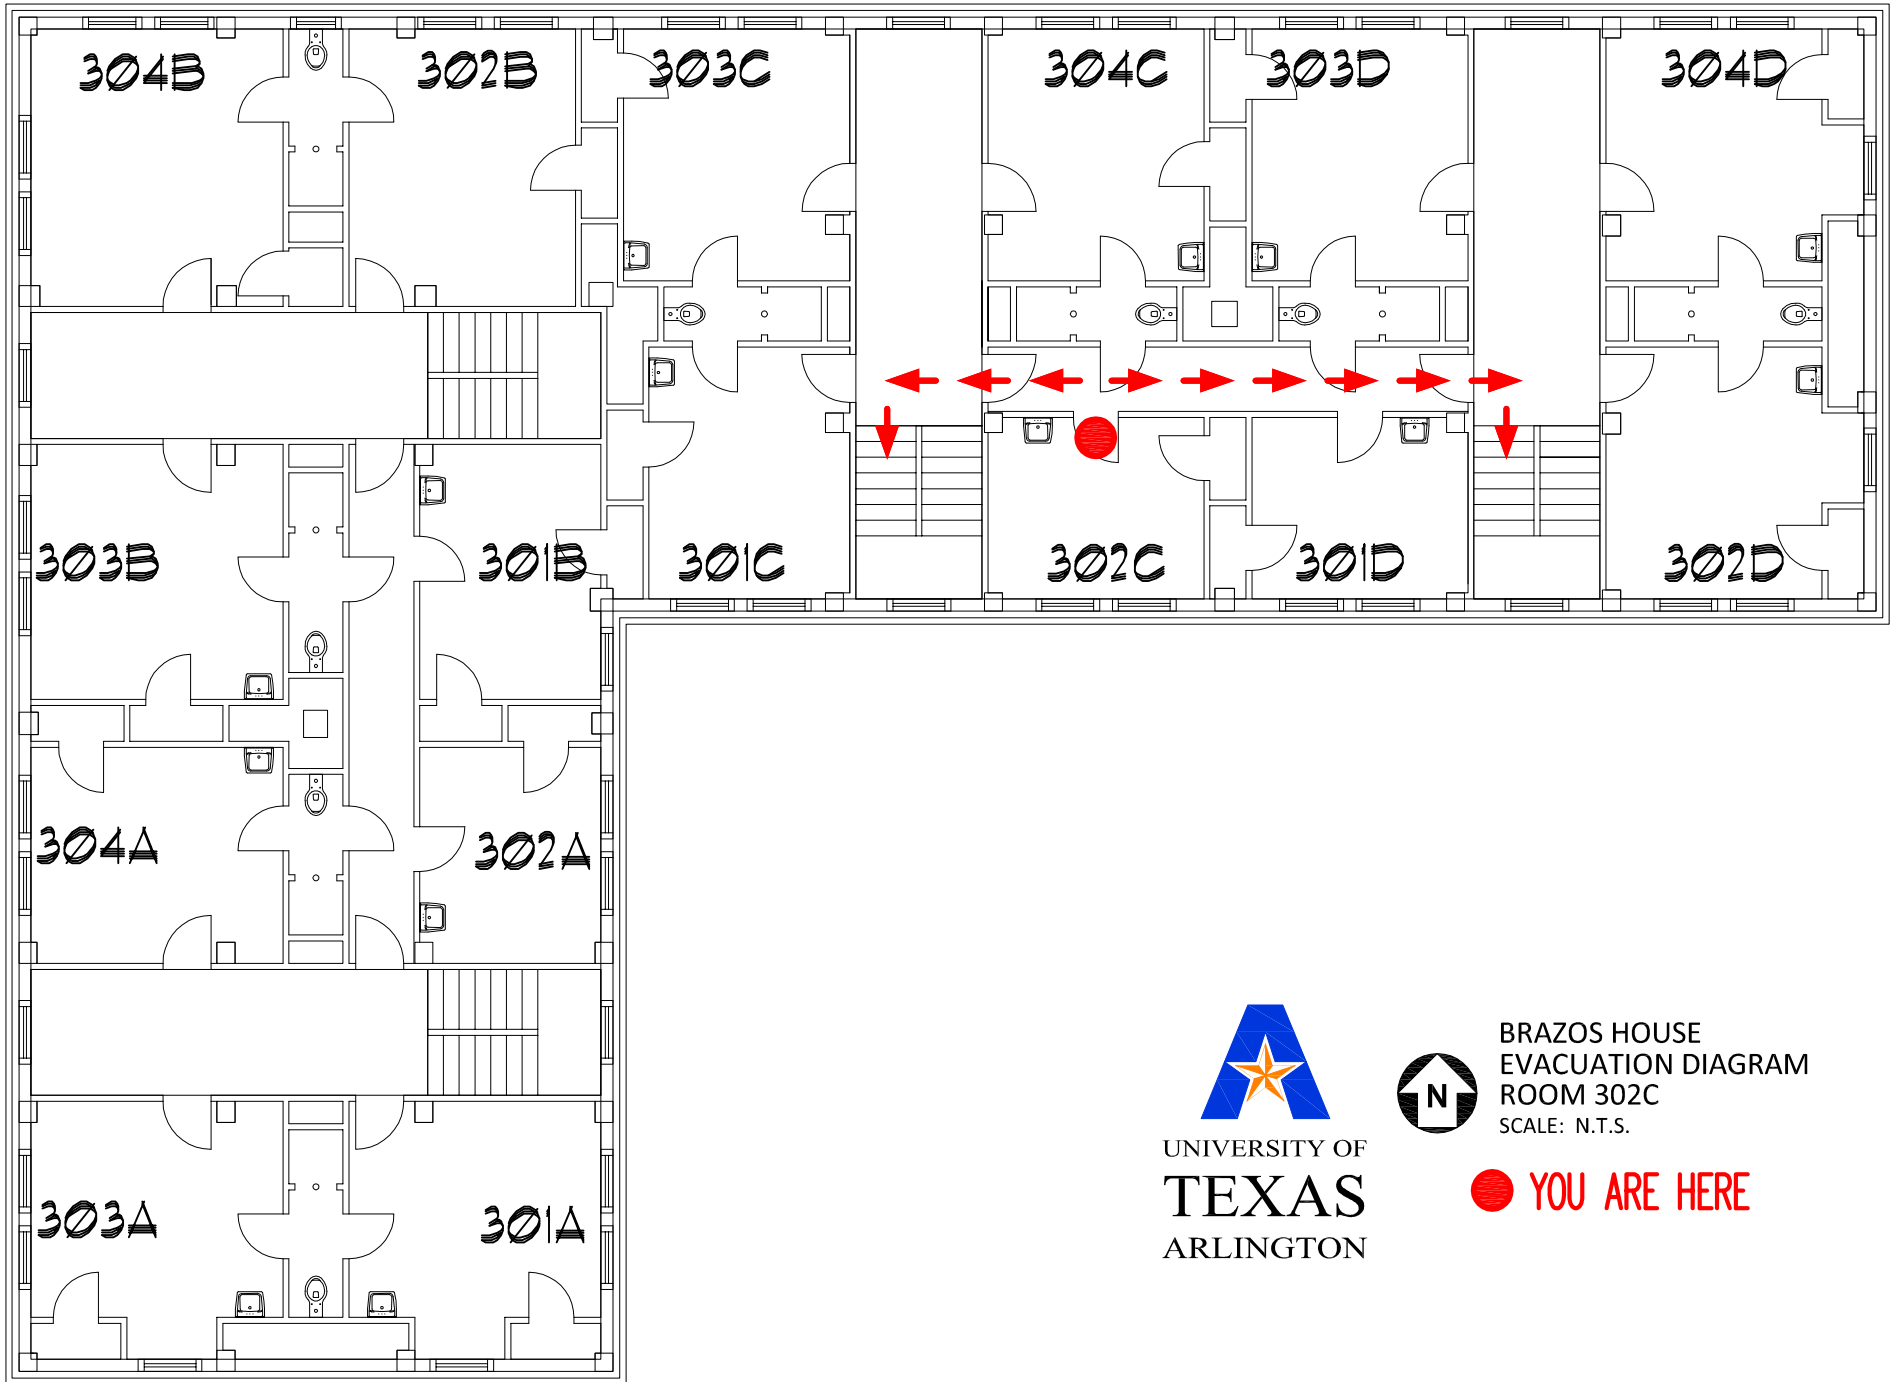 304B
302B
303C
304C
303D
304D
303B
301B
301C
302C
301D
302D
304A
302A
303A
301A
UNIVERSITY OF
TEXAS
ARLINGTON
N
BRAZOS HOUSE
EVACUATION DIAGRAM
ROOM 302C
SCALE: N.T.S.
YOU ARE HERE